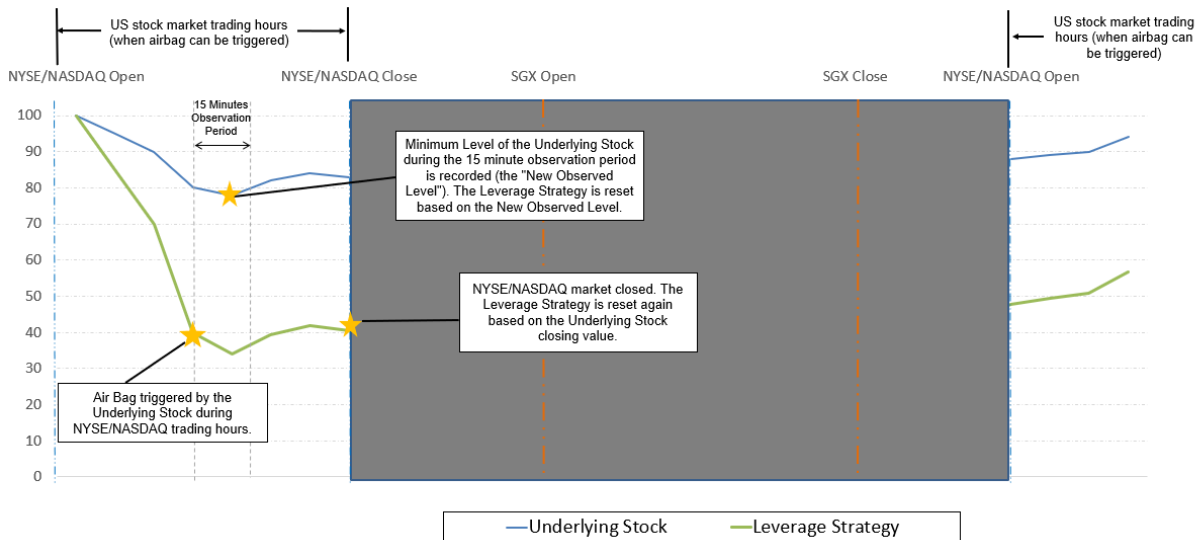 US stock market trading hours
(when airbag can be triggered)
US stock market trading
hours (when airbag can
be triggered)
NYSE/NASDAQ Open
NYSE/NASDAQ Close
SGX Open
SGX Close
NYSE/NASDAQ Open
15 Minutes
Observation
Period
Minimum Level of the Underlying Stock
during the 15 minute observation period
is recorded (the "New Observed
Level"). The Leverage Strategy is reset
based on the New Observed Level.
NYSE/NASDAQ market closed. The
Leverage Strategy is reset again
based on the Underlying Stock
closing value.
Air Bag triggered by the
Underlying Stock during
NYSE/NASDAQ trading hours.
100
90
80
70
60
50
40
30
20
10
0
Underlying Stock
Leverage Strategy